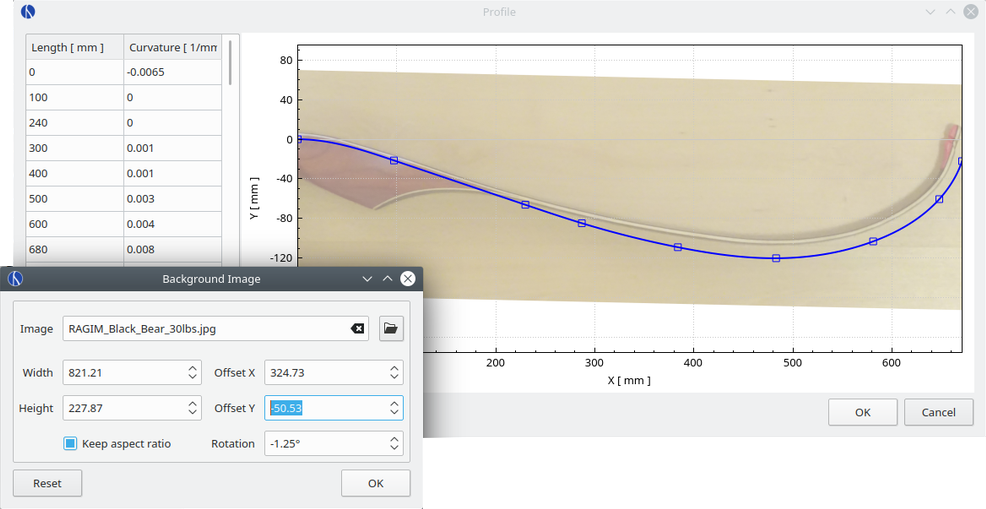 Profile
Length [ mm ] Curvature [ 1/mm
0 -0.0065
100 0
240 0
300 0.001
400 0.001
500 0.003
600 0.004
680 0.008
80
40
0
-40
-80
-120
Y [ mm ]
200 300 400 500 600
X [ mm ]
OK Cancel
Background Image
Image RAGIM_Black_Bear_30lbs.jpg
Width 821.21 Offset X 324.73
Height 227.87 Offset Y -50.53
Keep aspect ratio Rotation -1.25°
Reset OK